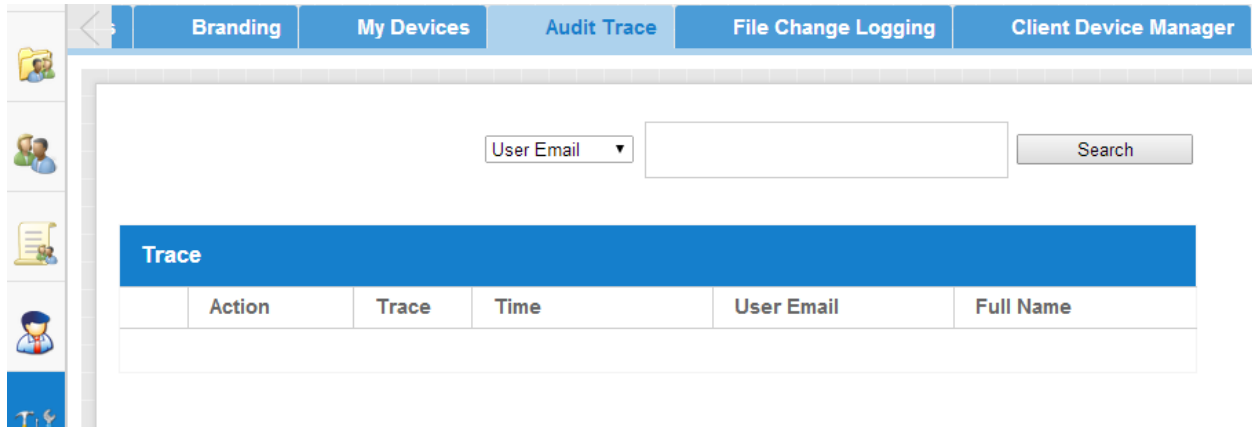 s Branding My Devices Audit Trace File Change Logging Client Device Manager
User Email Search
Trace
Action Trace Time User Email Full Name